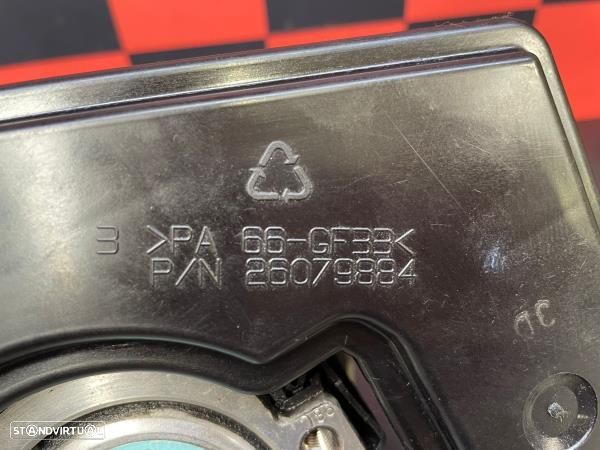 3 >PA 66-GF33<
P/N 26079884
STANDVIRTUAL